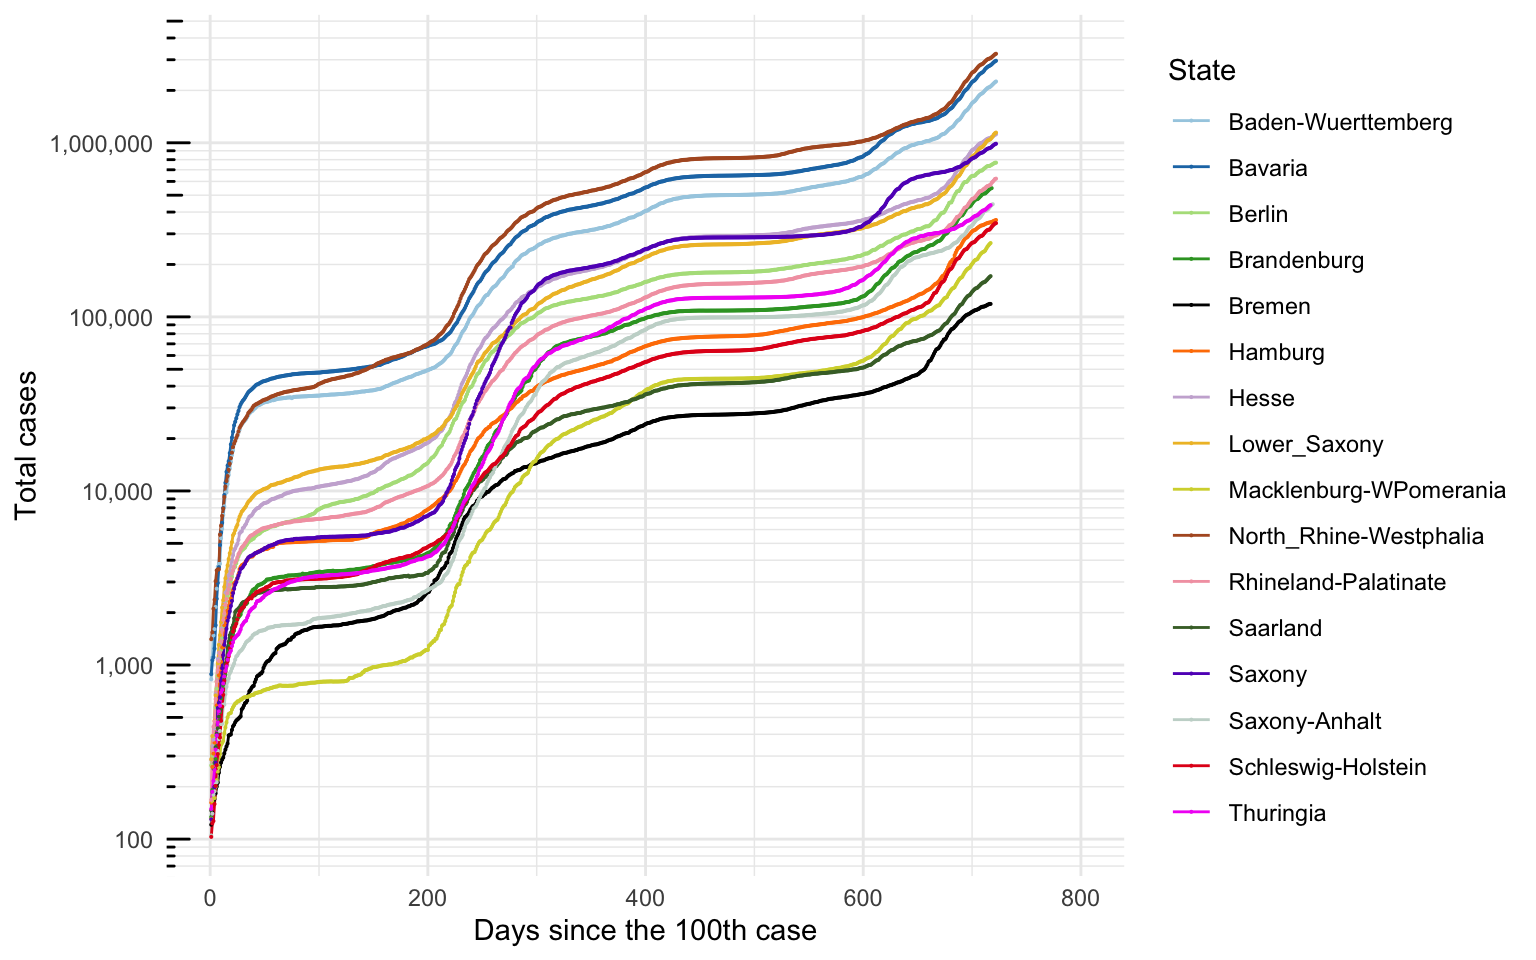 State
Baden-Wuerttemberg
Bavaria
Berlin
Brandenburg
Bremen
Hamburg
Hesse
Lower_Saxony
Macklenburg-WPomerania
North_Rhine-Westphalia
Rhineland-Palatinate
Saarland
Saxony
Saxony-Anhalt
Schleswig-Holstein
Thuringia
Total cases
1,000,000
100,000
10,000
1,000
100
0 200 400 600 800
Days since the 100th case